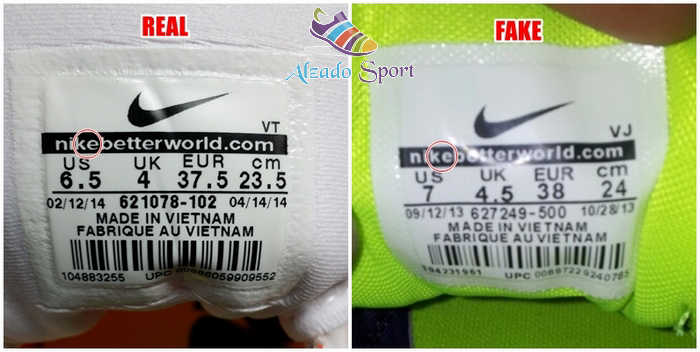 REAL
FAKE
Alzado Sport
VT
nikebetterworld.com
US UK EUR cm
6.5 4 37.5 23.5
02/12/14 621078-102 04/14/14
MADE IN VIETNAM
FABRIQUE AU VIETNAM
104883255 UPC 00886059909552
VJ
nikebetterworld.com
US UK EUR cm
7 4.5 38 24
09/12/13 627249-500 10/28/13
MADE IN VIETNAM
FABRIQUE AU VIETNAM
104231961 UPC 00887229240765